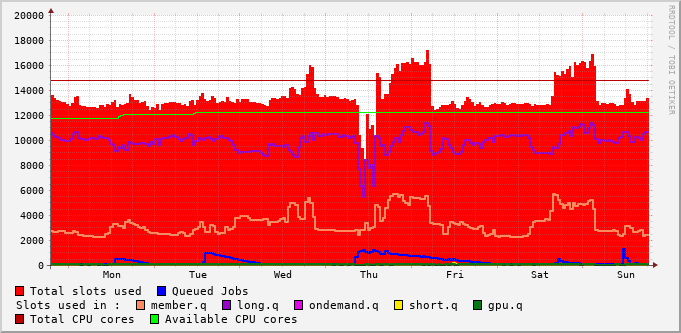 20000
18000
16000
14000
12000
10000
8000
6000
4000
2000
0
Mon Tue Wed Thu Fri Sat Sun
RRDTOOL / TOBI OETIKER
Total slots used Queued Jobs
Slots used in : member.q long.q ondemand.q short.q gpu.q
Total CPU cores Available CPU cores